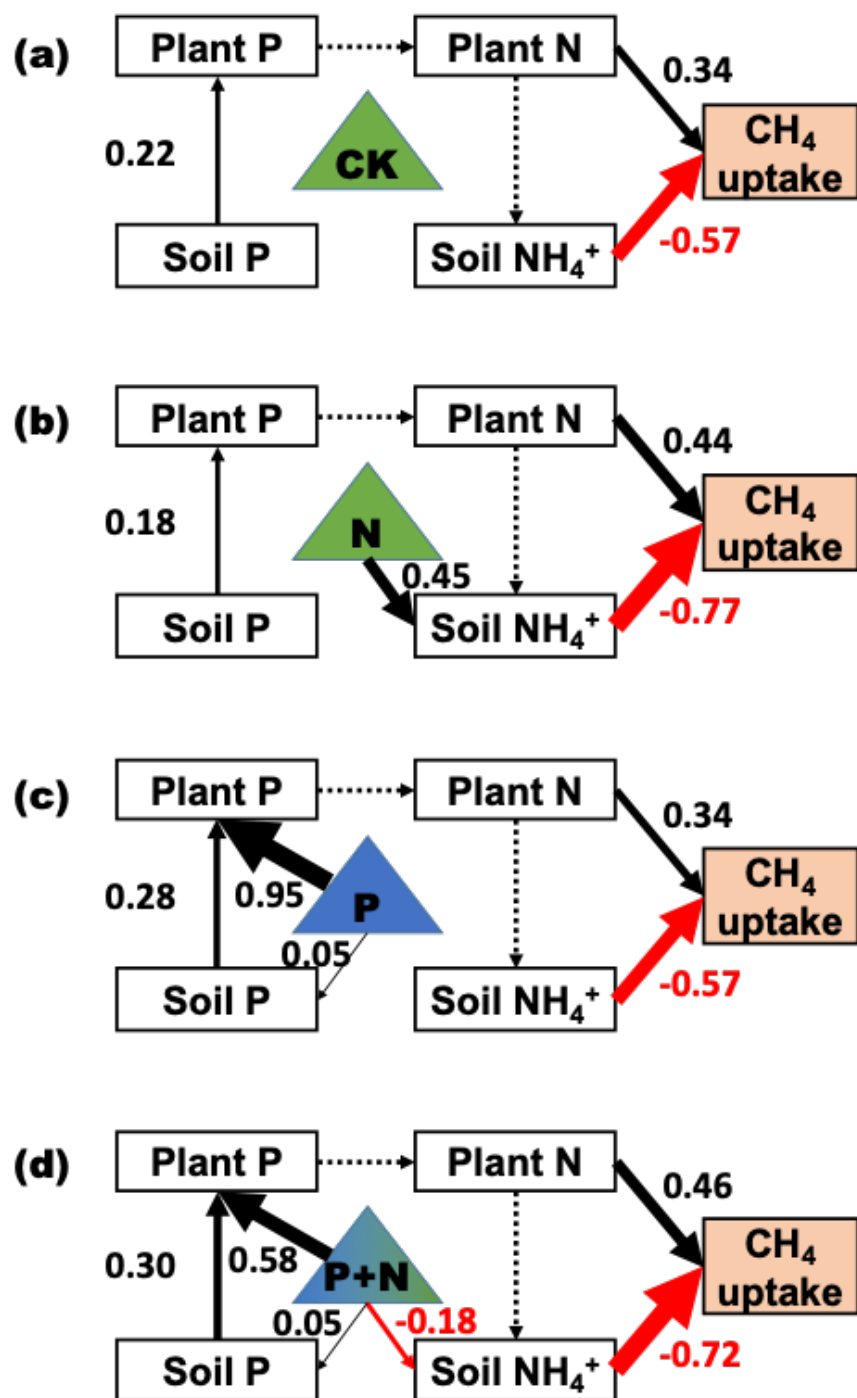 (a)
Plant P
Plant N
0.34
CH₄
uptake
0.22
CK
Soil P
Soil NH₄⁺
-0.57
(b)
Plant P
Plant N
0.44
CH₄
uptake
0.18
N
0.45
Soil P
Soil NH₄⁺
-0.77
(c)
Plant P
Plant N
0.34
CH₄
uptake
0.28
0.95
P
0.05
Soil P
Soil NH₄⁺
-0.57
(d)
Plant P
Plant N
0.46
CH₄
uptake
0.30
0.58
P+N
0.05
-0.18
Soil P
Soil NH₄⁺
-0.72